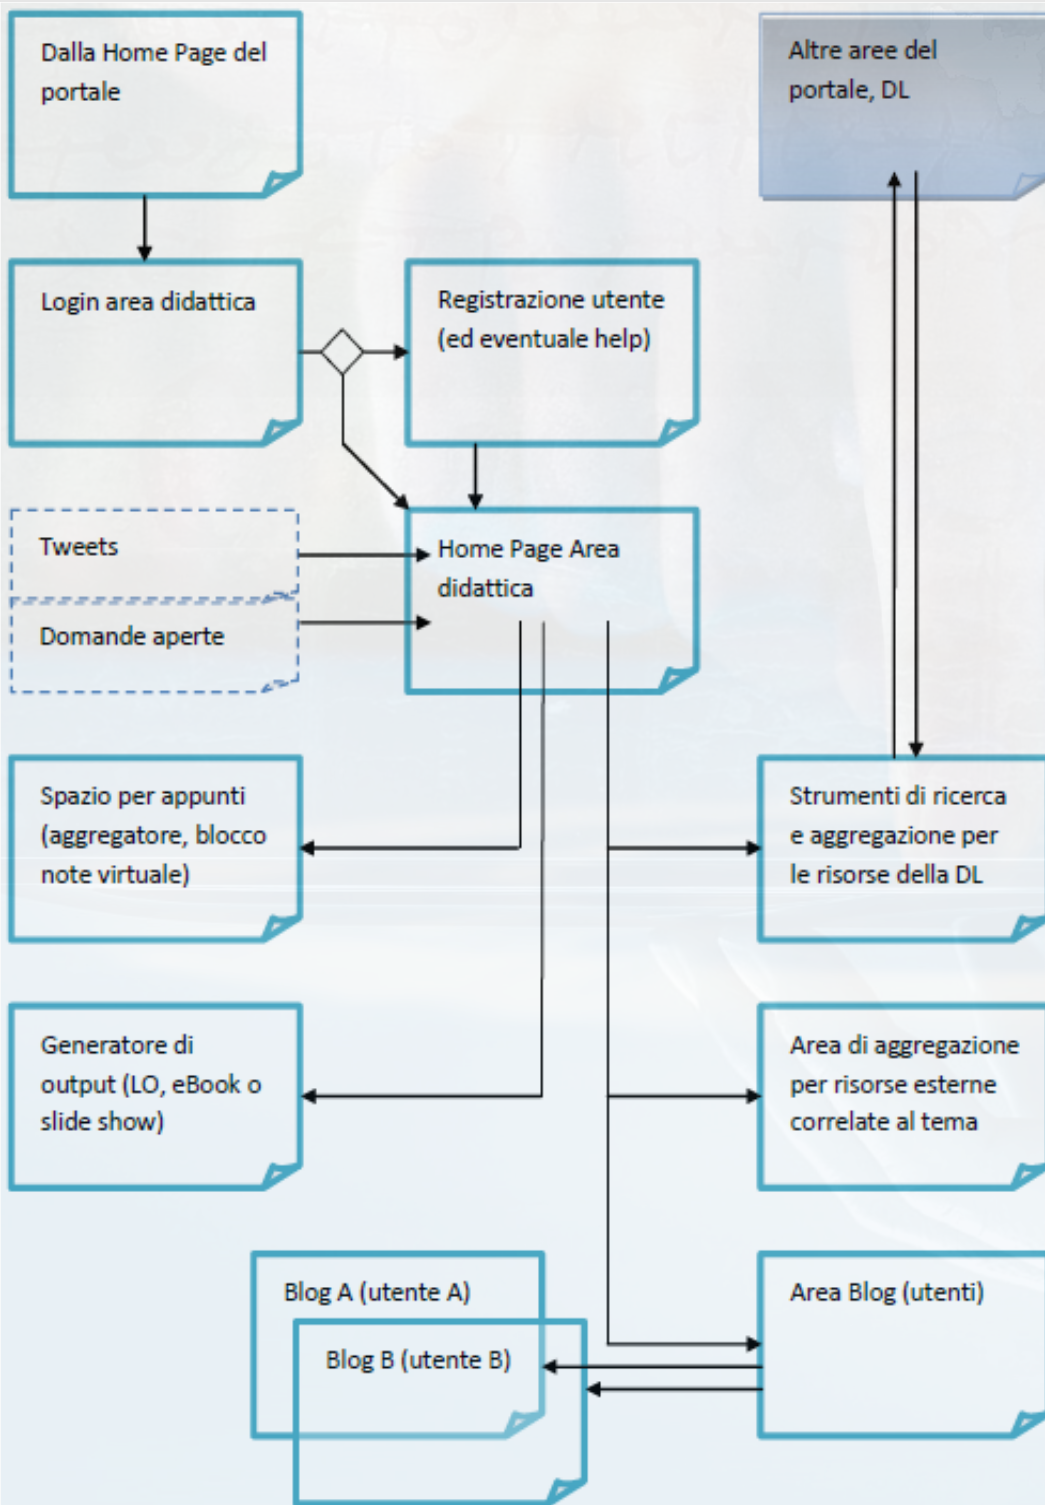 Dalla Home Page del
portale
Altre aree del
portale, DL
Login area didattica
Registrazione utente
(ed eventuale help)
Tweets
Domande aperte
Home Page Area
didattica
Spazio per appunti
(aggregatore, blocco
note virtuale)
Strumenti di ricerca
e aggregazione per
le risorse della DL
Generatore di
output (LO, eBook o
slide show)
Area di aggregazione
per risorse esterne
correlate al tema
Blog A (utente A)
Blog B (utente B)
Area Blog (utenti)